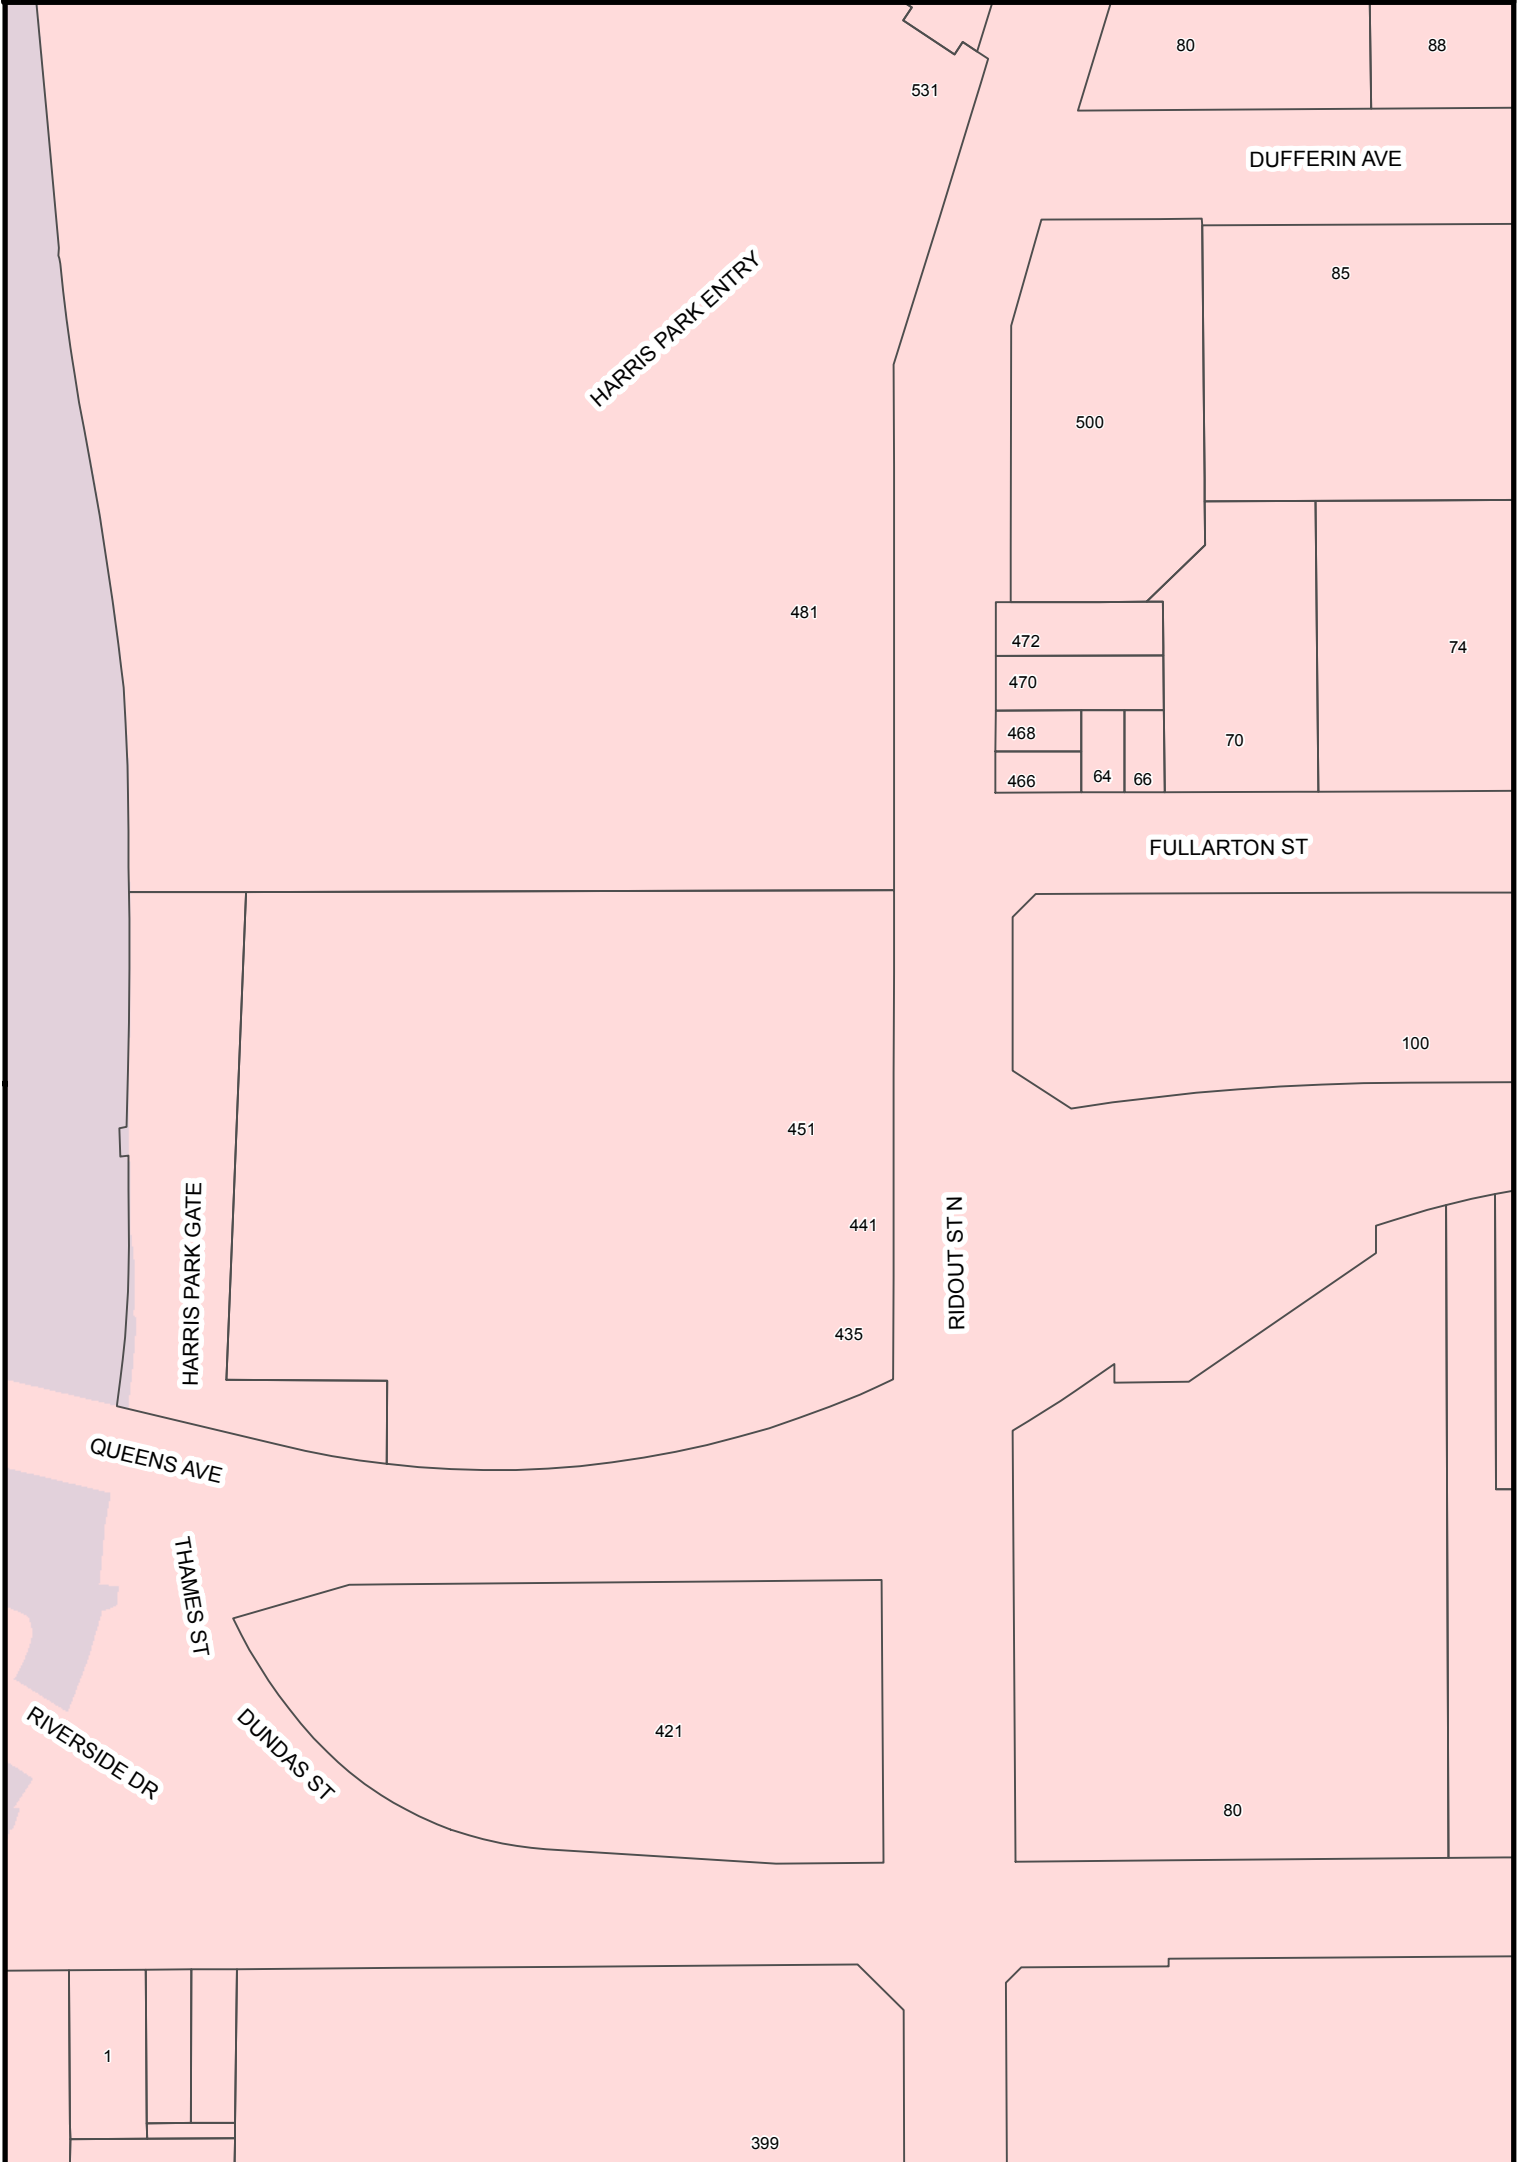 80
88
531
DUFFERIN AVE
HARRIS PARK ENTRY
85
500
481
472
74
470
468
70
466
64
66
FULLARTON ST
100
451
HARRIS PARK GATE
441
RIDOUT ST N
435
QUEENS AVE
THAMES ST
RIVERSIDE DR
DUNDAS ST
421
80
1
399